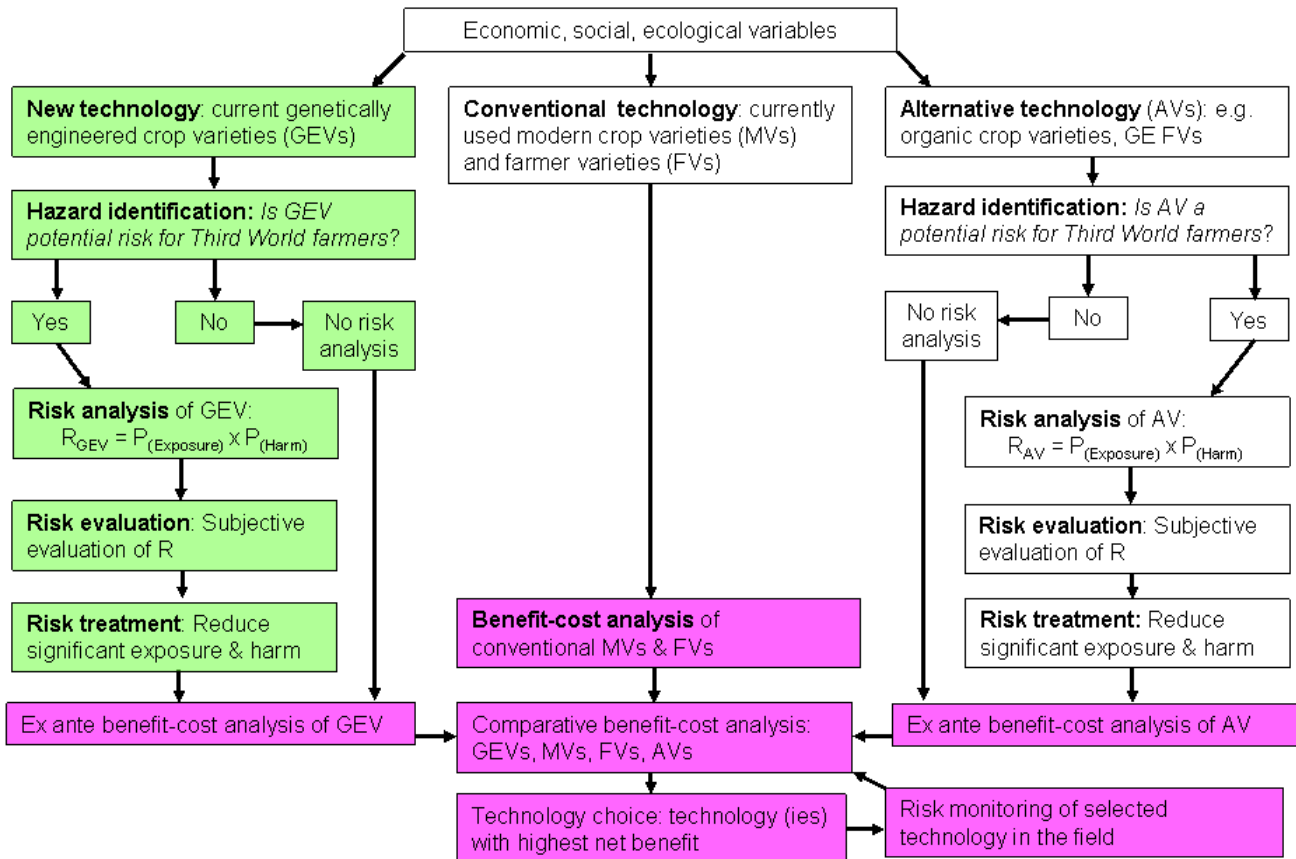 Economic, social, ecological variables
New technology: current genetically
engineered crop varieties (GEVs)
Conventional technology: currently
used modern crop varieties (MVs)
and farmer varieties (FVs)
Alternative technology (AVs): e.g.
organic crop varieties, GE FVs
Hazard identification: Is GEV
potential risk for Third World farmers?
Hazard identification: Is AV a
potential risk for Third World farmers?
Yes
No
No risk
analysis
No risk
analysis
No
Yes
Risk analysis of GEV:
R(GEV) = P(Exposure) x P(Harm)
Risk analysis of AV:
R(AV) = P(Exposure) x P(Harm)
Risk evaluation: Subjective
evaluation of R
Risk evaluation: Subjective
evaluation of R
Risk treatment: Reduce
significant exposure & harm
Benefit-cost analysis of
conventional MVs & FVs
Risk treatment: Reduce
significant exposure & harm
Ex ante benefit-cost analysis of GEV
Comparative benefit-cost analysis:
GEVs, MVs, FVs, AVs
Ex ante benefit-cost analysis of AV
Technology choice: technology (ies)
with highest net benefit
Risk monitoring of selected
technology in the field